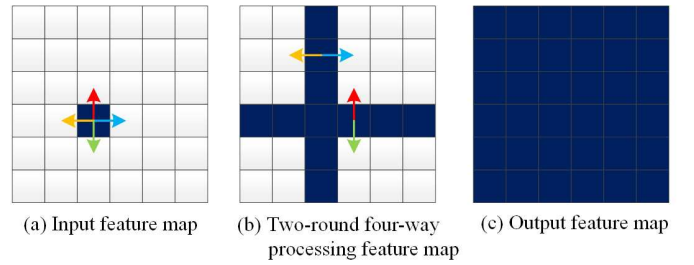 (a) Input feature map
(b) Two-round four-way
processing feature map
(c) Output feature map